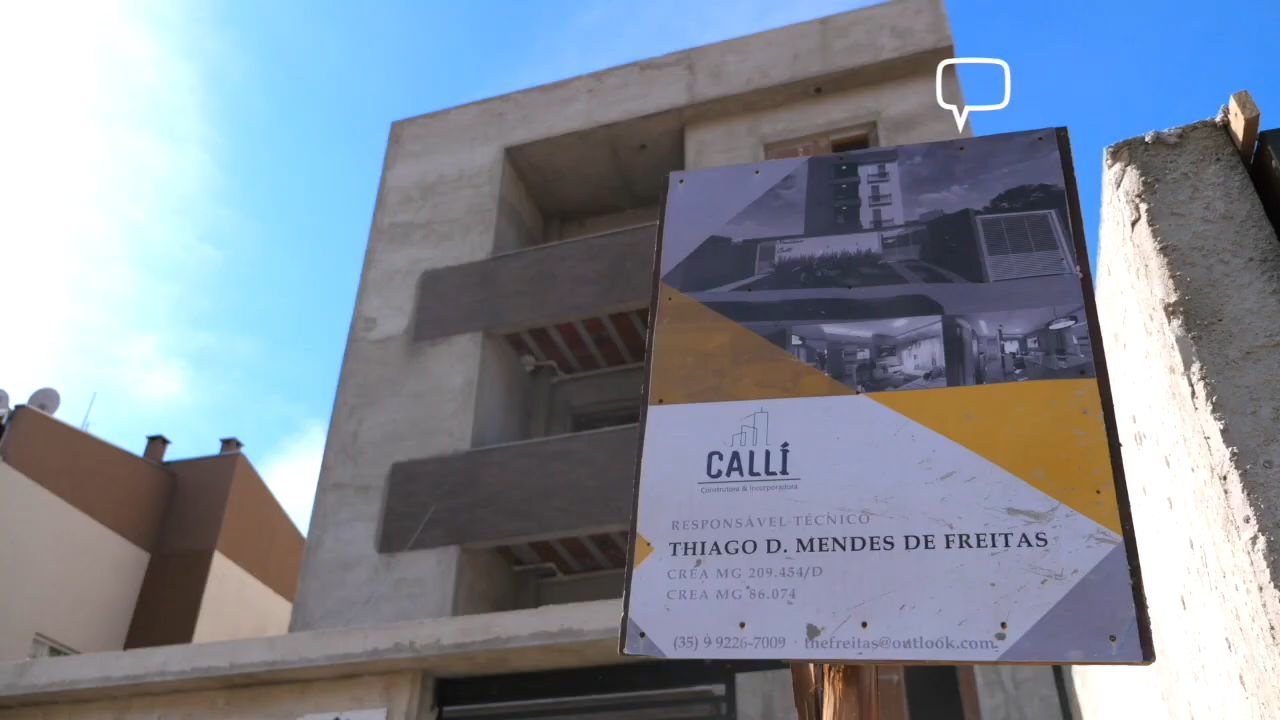 CALLÍ
Construtora & Incorporadora
RESPONSÁVEL TÉCNICO
THIAGO D. MENDES DE FREITAS
CREA MG 209.454/D
CREA MG 86.074
(35) 9 9226-7009 · thefreitas@outlook.com